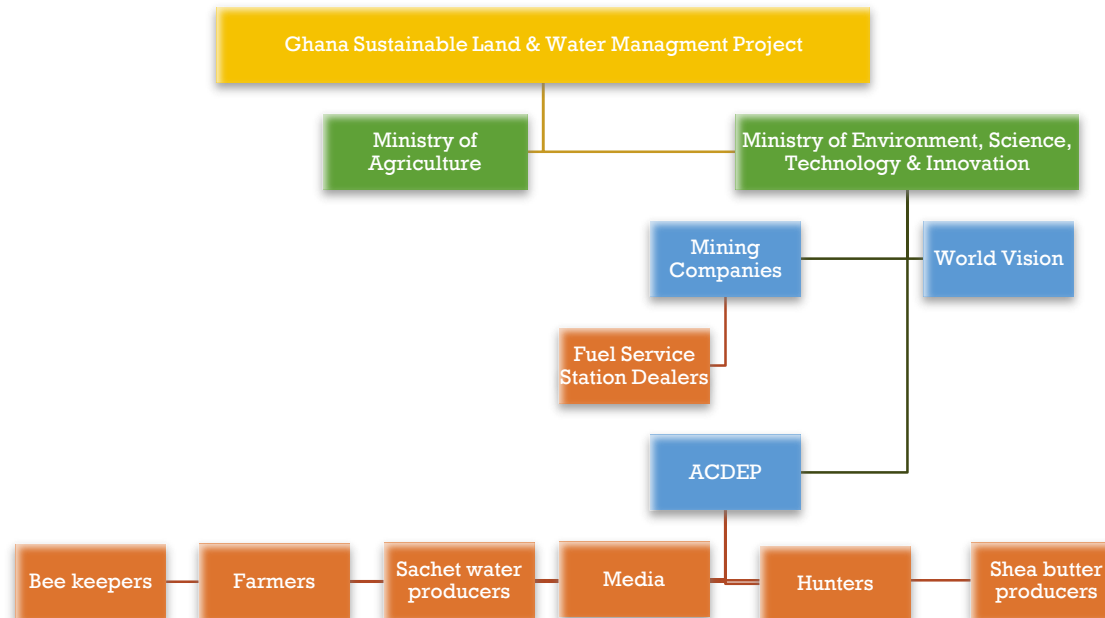 Ghana Sustainable Land & Water Managment Project
Ministry of
Agriculture
Ministry of Environment, Science,
Technology & Innovation
Mining
Companies
World Vision
Fuel Service
Station Dealers
ACDEP
Bee keepers
Farmers
Sachet water
producers
Media
Hunters
Shea butter
producers